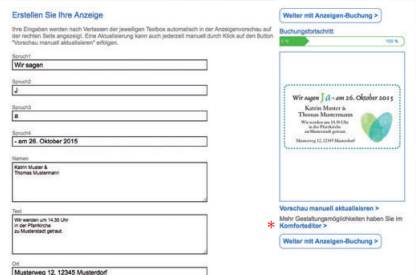 Erstellen Sie Ihre Anzeige
Ihre Eingaben werden nach Verlassen der jeweiligen Textbox automatisch in der Anzeigenvorschau auf
der rechten Seite angezeigt. Eine Aktualisierung kann auch jederzeit manuell durch Klick auf den Button
"Vorschau manuell aktualisieren" erfolgen.
Spruch1
Wir sagen
Spruch2
J
Spruch3
a
Spruch4
- am 26. Oktober 2015
Namen
Katrin Muster &
Thomas Mustermann
Text
Wir werden um 14.30 Uhr
in der Pfarrkirche
zu Musterstadt getraut.
Ort
Musterweg 12, 12345 Musterdorf
Weiter mit Anzeigen-Buchung >
Buchungsfortschritt
0 % 100 %
Wir sagen Ja - am 26. Oktober 2015
Katrin Muster &
Thomas Mustermann
Wir werden um 14.30 Uhr
in der Pfarrkirche
zu Musterstadt getraut.
Musterweg 12, 12345 Musterdorf
Vorschau manuell aktualisieren >
Mehr Gestaltungsmöglichkeiten haben Sie im
* Komforteditor >
Weiter mit Anzeigen-Buchung >